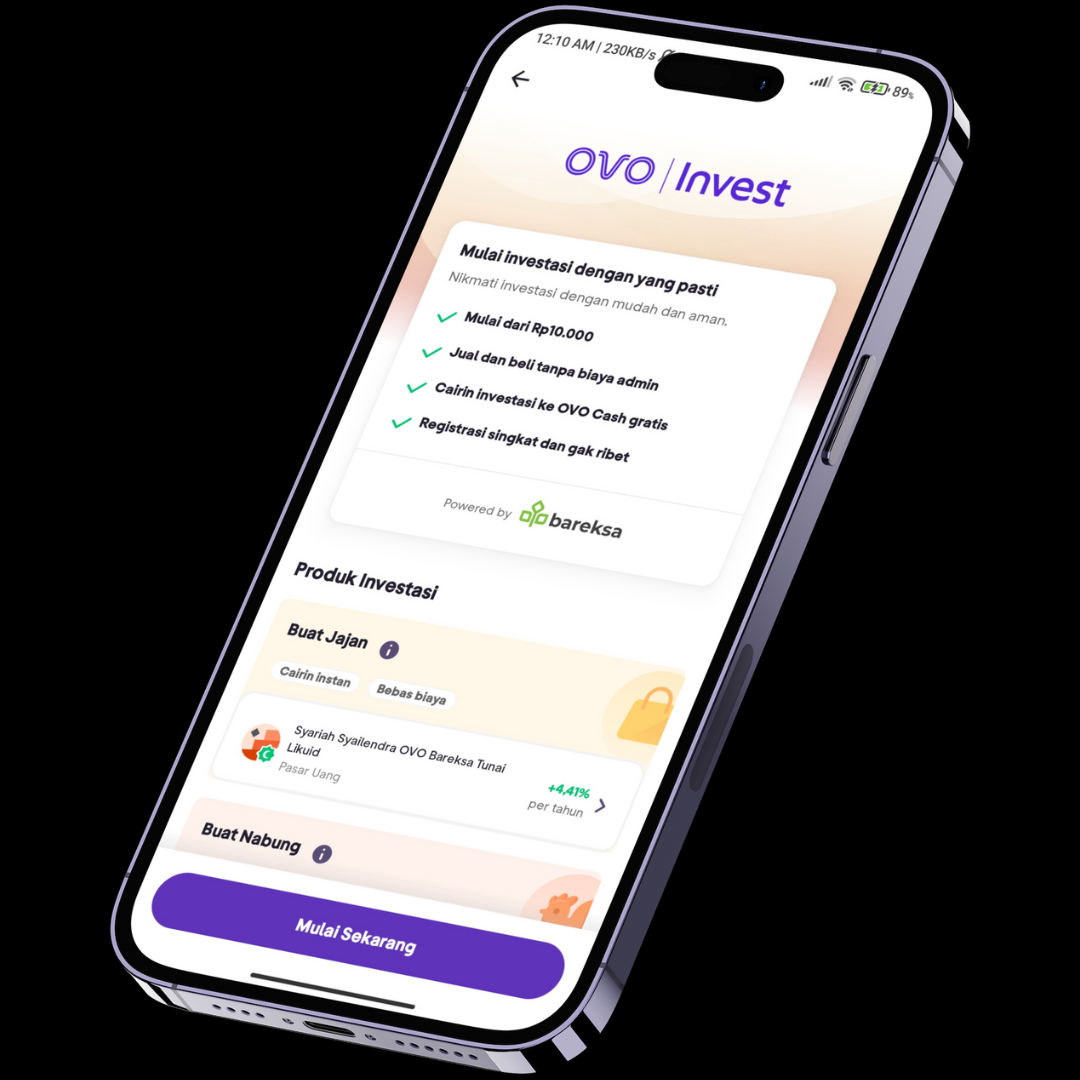 12:10 AM | 230KB/s
89%
OVO | Invest
Mulai investasi dengan yang pasti
Nikmati investasi dengan mudah dan aman.
Mulai dari Rp10.000
Jual dan beli tanpa biaya admin
Cairin investasi ke OVO Cash gratis
Registrasi singkat dan gak ribet
Powered by bareksa
Produk Investasi
Buat Jajan
Cairin instan
Bebas biaya
Syariah Syailendra OVO Bareksa Tunai
Likuid
Pasar Uang
+4,41%
per tahun
Buat Nabung
Mulai Sekarang